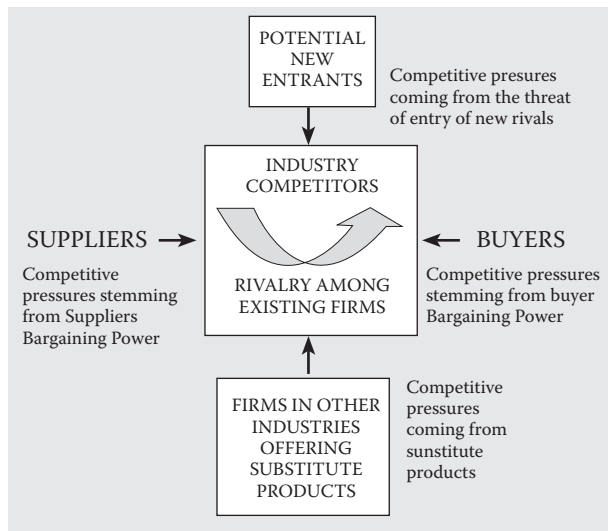 POTENTIAL
NEW
ENTRANTS
Competitive presures
coming from the threat
of entry of new rivals
INDUSTRY
COMPETITORS
SUPPLIERS
Competitive
pressures stemming
from Suppliers
Bargaining Power
RIVALRY AMONG
EXISTING FIRMS
BUYERS
Competitive pressures
stemming from buyer
Bargaining Power
FIRMS IN OTHER
INDUSTRIES
OFFERING
SUBSTITUTE
PRODUCTS
Competitive
pressures
coming from
sunstitute
products